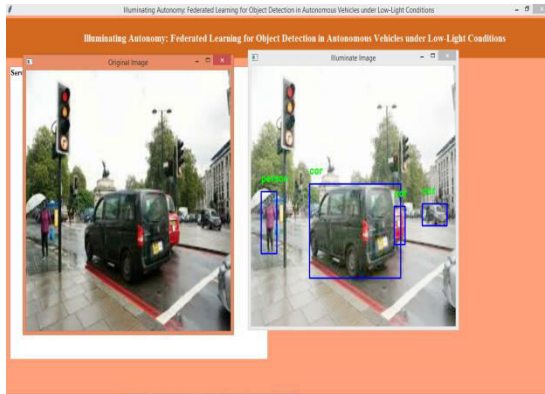 Illuminating Autonomy: Federated Learning for Object Detection in Autonomous Vehicles under Low-Light Conditions
Illuminating Autonomy: Federated Learning for Object Detection in Autonomous Vehicles under Low-Light Conditions
Original Image
Illuminate Image
Serv
person
car
car